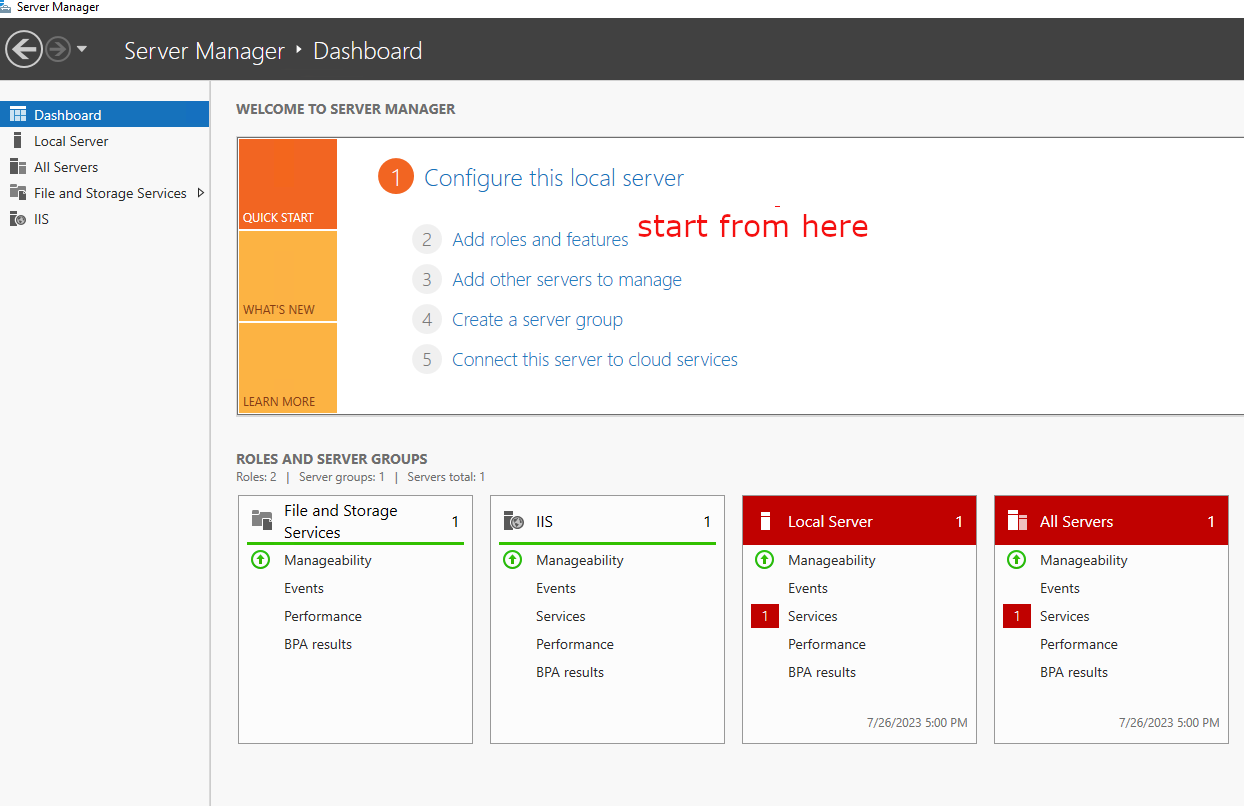 Server Manager
Server Manager ‣ Dashboard
Dashboard
Local Server
All Servers
File and Storage Services
IIS
WELCOME TO SERVER MANAGER
QUICK START
WHAT'S NEW
LEARN MORE
1 Configure this local server
start from here
2 Add roles and features
3 Add other servers to manage
4 Create a server group
5 Connect this server to cloud services
ROLES AND SERVER GROUPS
Roles: 2 | Server groups: 1 | Servers total: 1
File and Storage
Services 1
Manageability
Events
Performance
BPA results
IIS 1
Manageability
Events
Services
Performance
BPA results
Local Server 1
Manageability
Events
1 Services
Performance
BPA results
7/26/2023 5:00 PM
All Servers 1
Manageability
Events
1 Services
Performance
BPA results
7/26/2023 5:00 PM